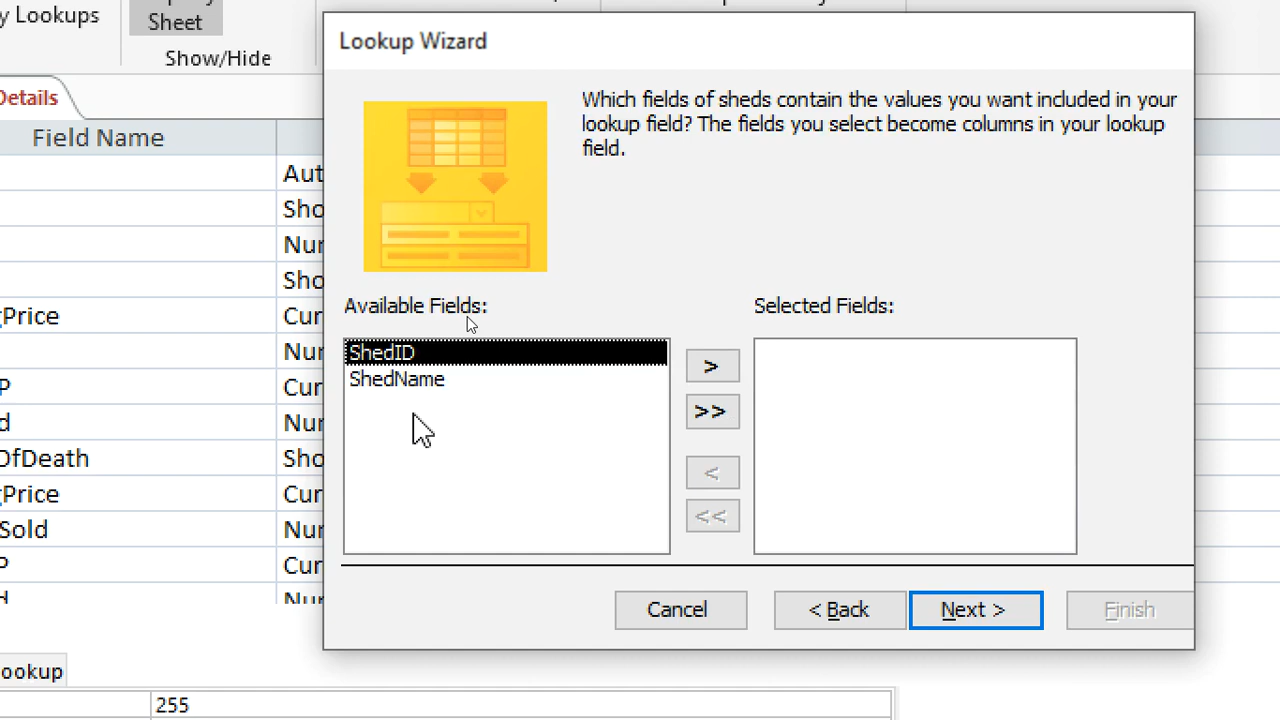 y Lookups
Sheet
Show/Hide
Details
Field Name
Aut
Sho
Nur
Sho
gPrice
Cur
Nur
P
Cur
d
Nur
OfDeath
Sho
gPrice
Cur
Sold
Nur
P
Cur
ookup
255
Lookup Wizard
Which fields of sheds contain the values you want included in your
lookup field? The fields you select become columns in your lookup
field.
Available Fields:
Selected Fields:
ShedID
ShedName
>
>>
<
<<
Cancel
< Back
Next >
Finish